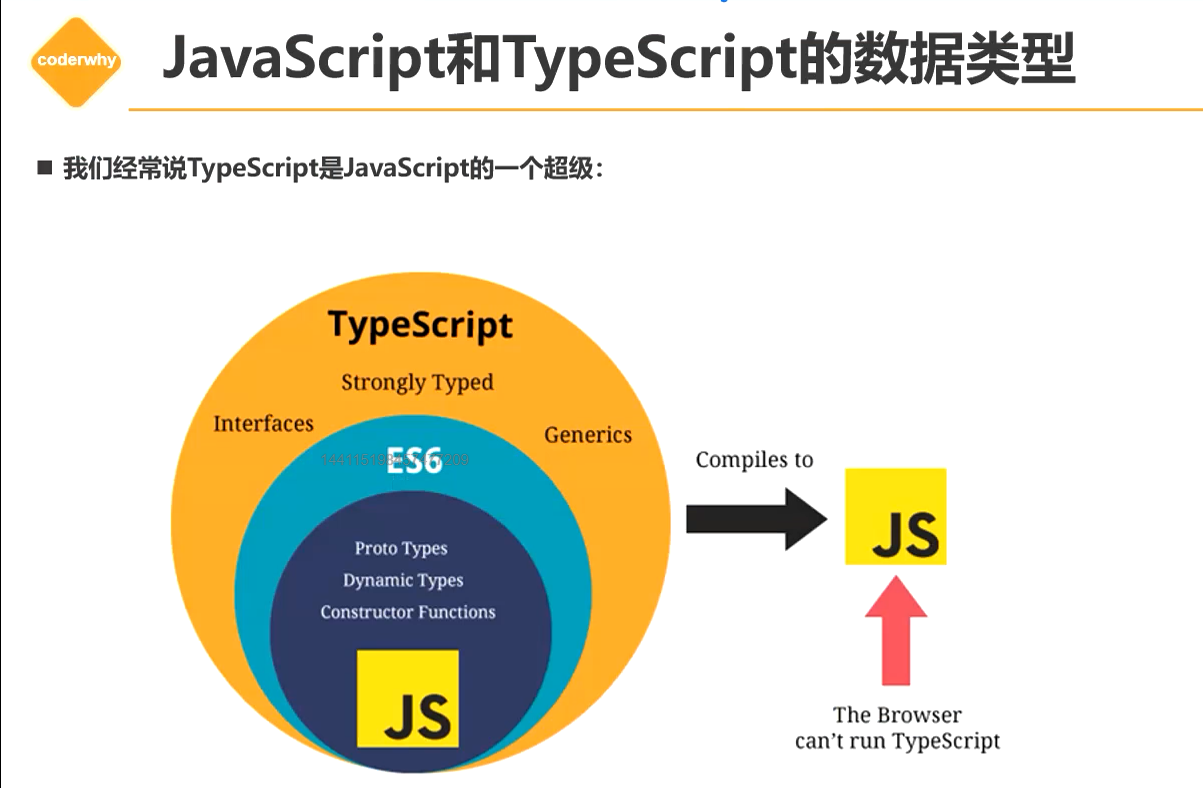 coderwhy
JavaScript和TypeScript的数据类型
■ 我们经常说TypeScript是JavaScript的一个超级：
TypeScript
Strongly Typed
Interfaces
Generics
ES6
Proto Types
Dynamic Types
Constructor Functions
JS
Compiles to
JS
The Browser
can't run TypeScript